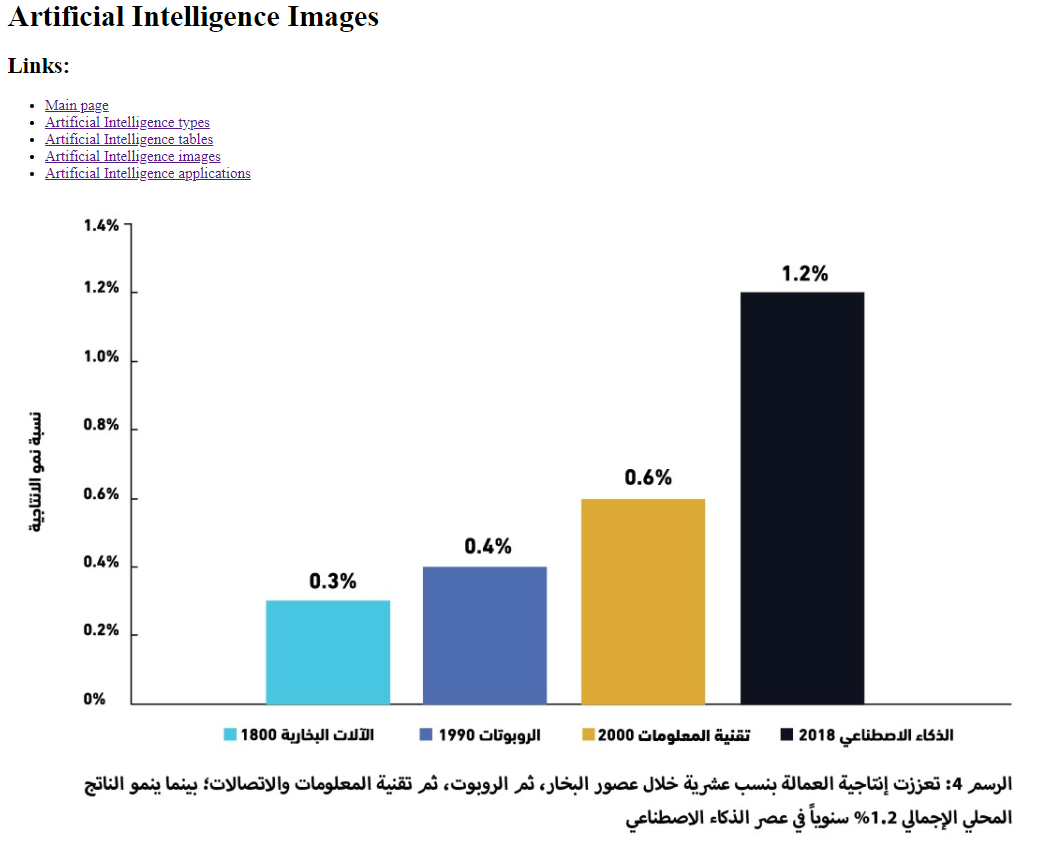 Artificial Intelligence Images
Links:
Main page
Artificial Intelligence types
Artificial Intelligence tables
Artificial Intelligence images
Artificial Intelligence applications
1.4%
1.2%
1.0%
0.8%
0.6%
0.4%
0.2%
0%
نسبة نمو الانتاجية
0.3%
0.4%
0.6%
1.2%
الآلات البخارية 1800
الروبوتات 1990
تقنية المعلومات 2000
الذكاء الاصطناعي 2018
الرسم 4: تعززت إنتاجية العمالة بنسب عشرية خلال عصور البخار، ثم الروبوت، ثم تقنية المعلومات والاتصالات؛ بينما ينمو الناتج
المحلي الإجمالي 1.2% سنوياً في عصر الذكاء الاصطناعي